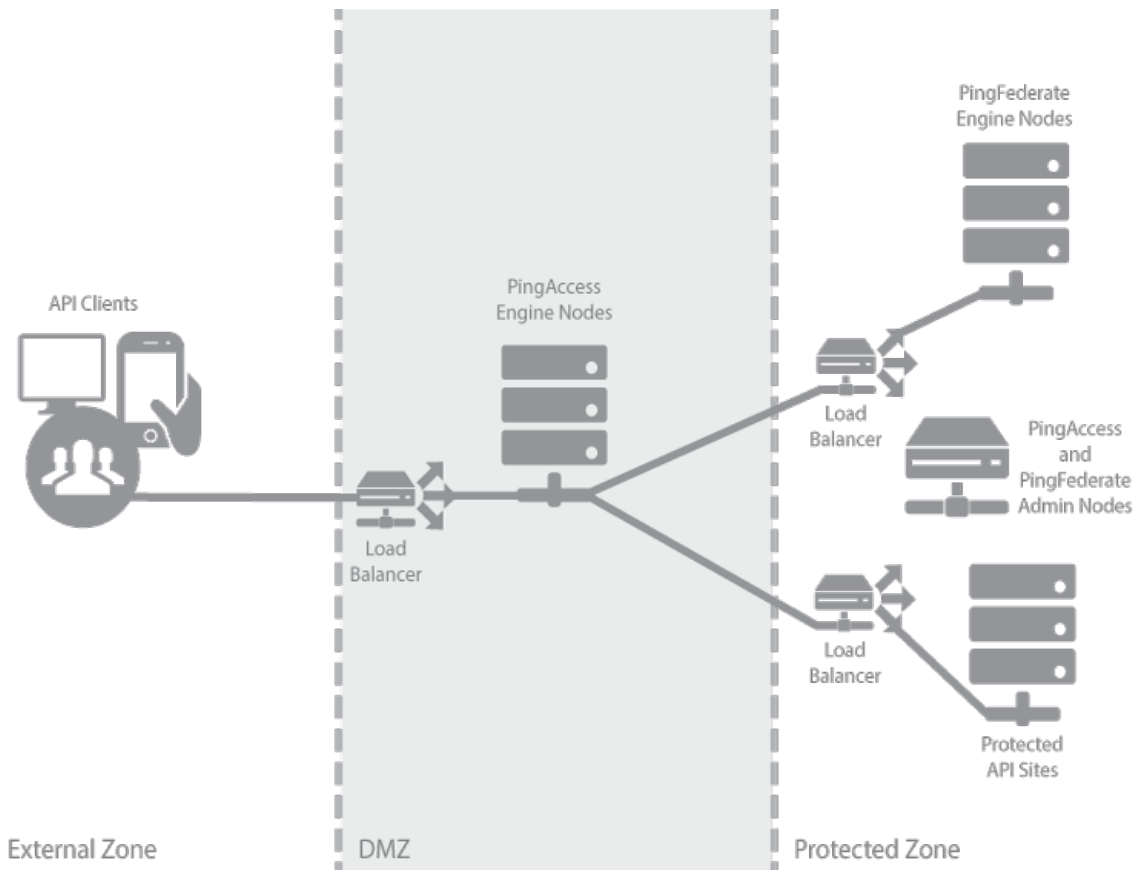 PingFederate
Engine Nodes
PingAccess
Engine Nodes
API Clients
Load
Balancer
PingAccess
and
PingFederate
Admin Nodes
Load
Balancer
Load
Balancer
Protected
API Sites
External Zone
DMZ
Protected Zone